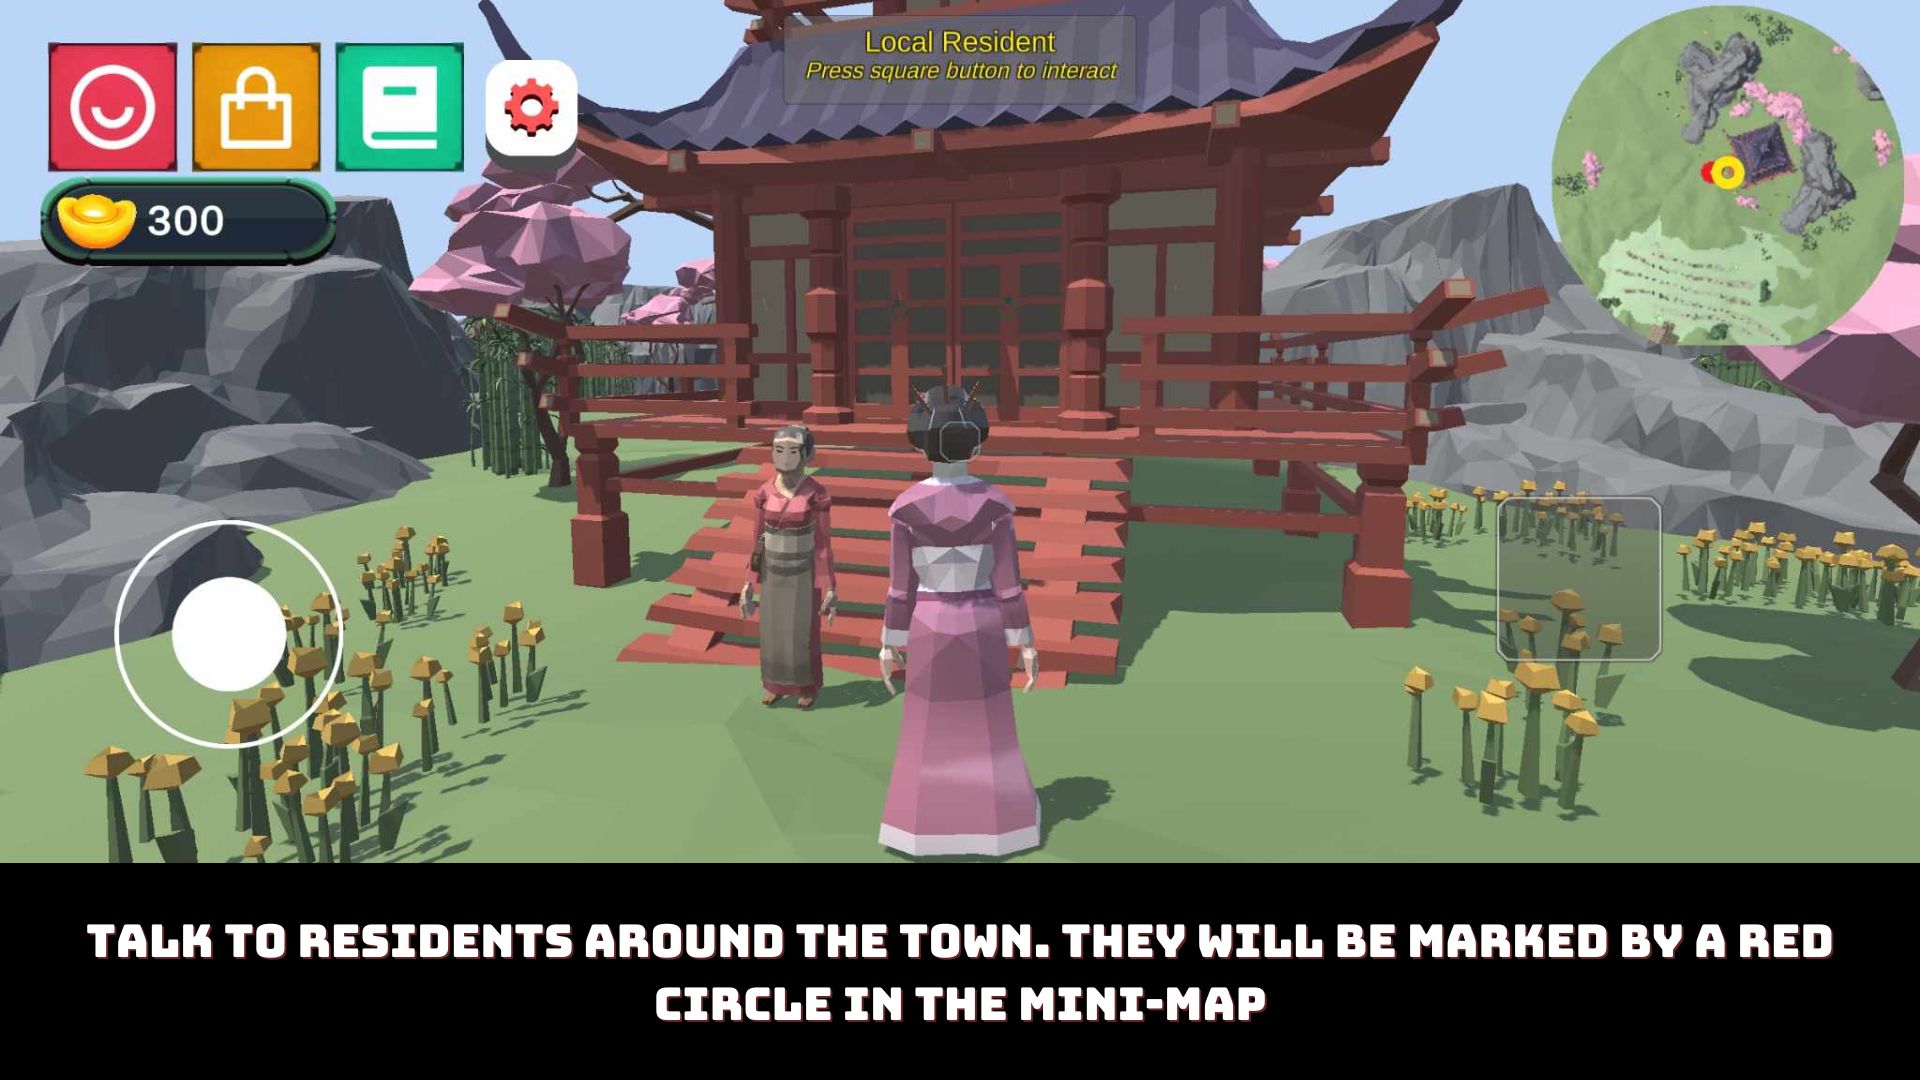 Local Resident
Press square button to interact
300
TALK TO RESIDENTS AROUND THE TOWN. THEY WILL BE MARKED BY A RED
CIRCLE IN THE MINI-MAP